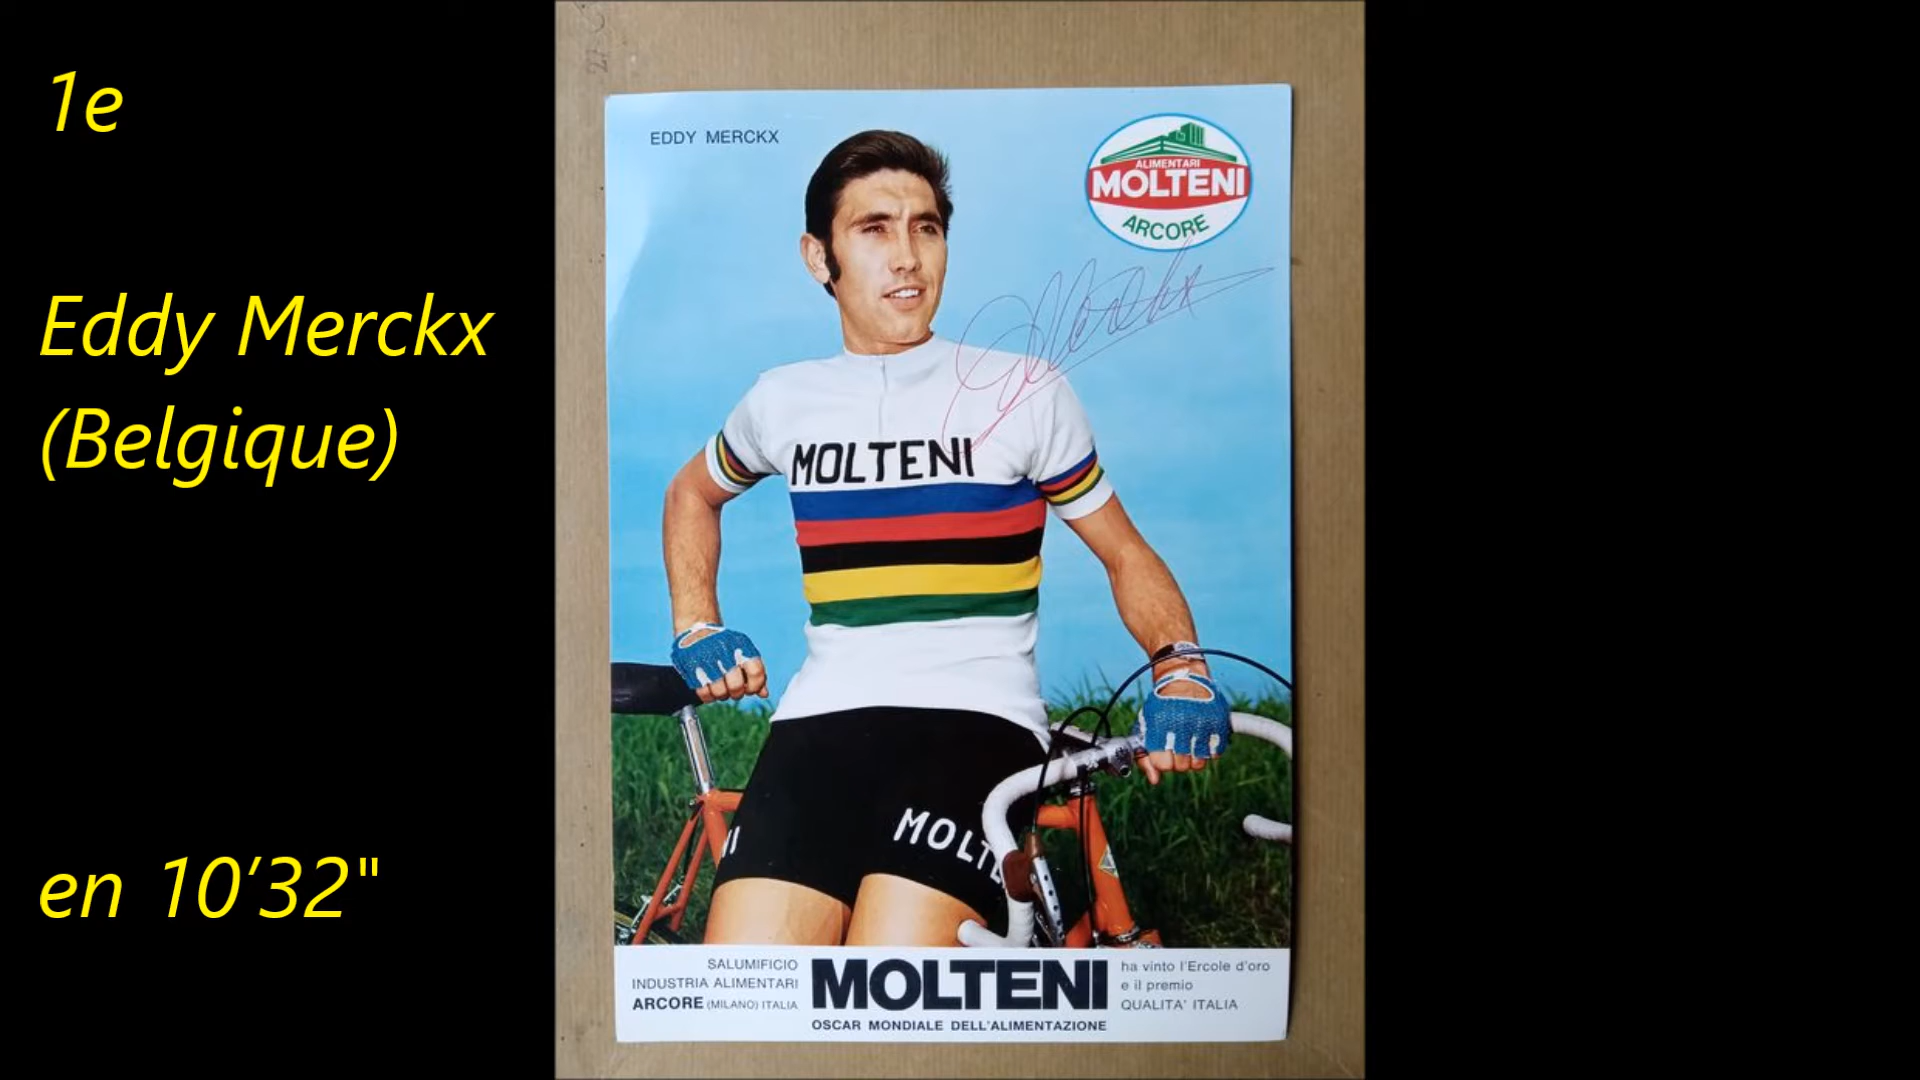 1e
Eddy Merckx
(Belgique)
en 10'32"
EDDY MERCKX
ALIMENTARI
MOLTENI
ARCORE
MOLTENI
SALUMIFICIO
INDUSTRIA ALIMENTARI
ARCORE (MILANO) ITALIA
MOLTENI
OSCAR MONDIALE DELL'ALIMENTAZIONE
ha vinto l'Ercole d'oro
e il premio
QUALITA' ITALIA